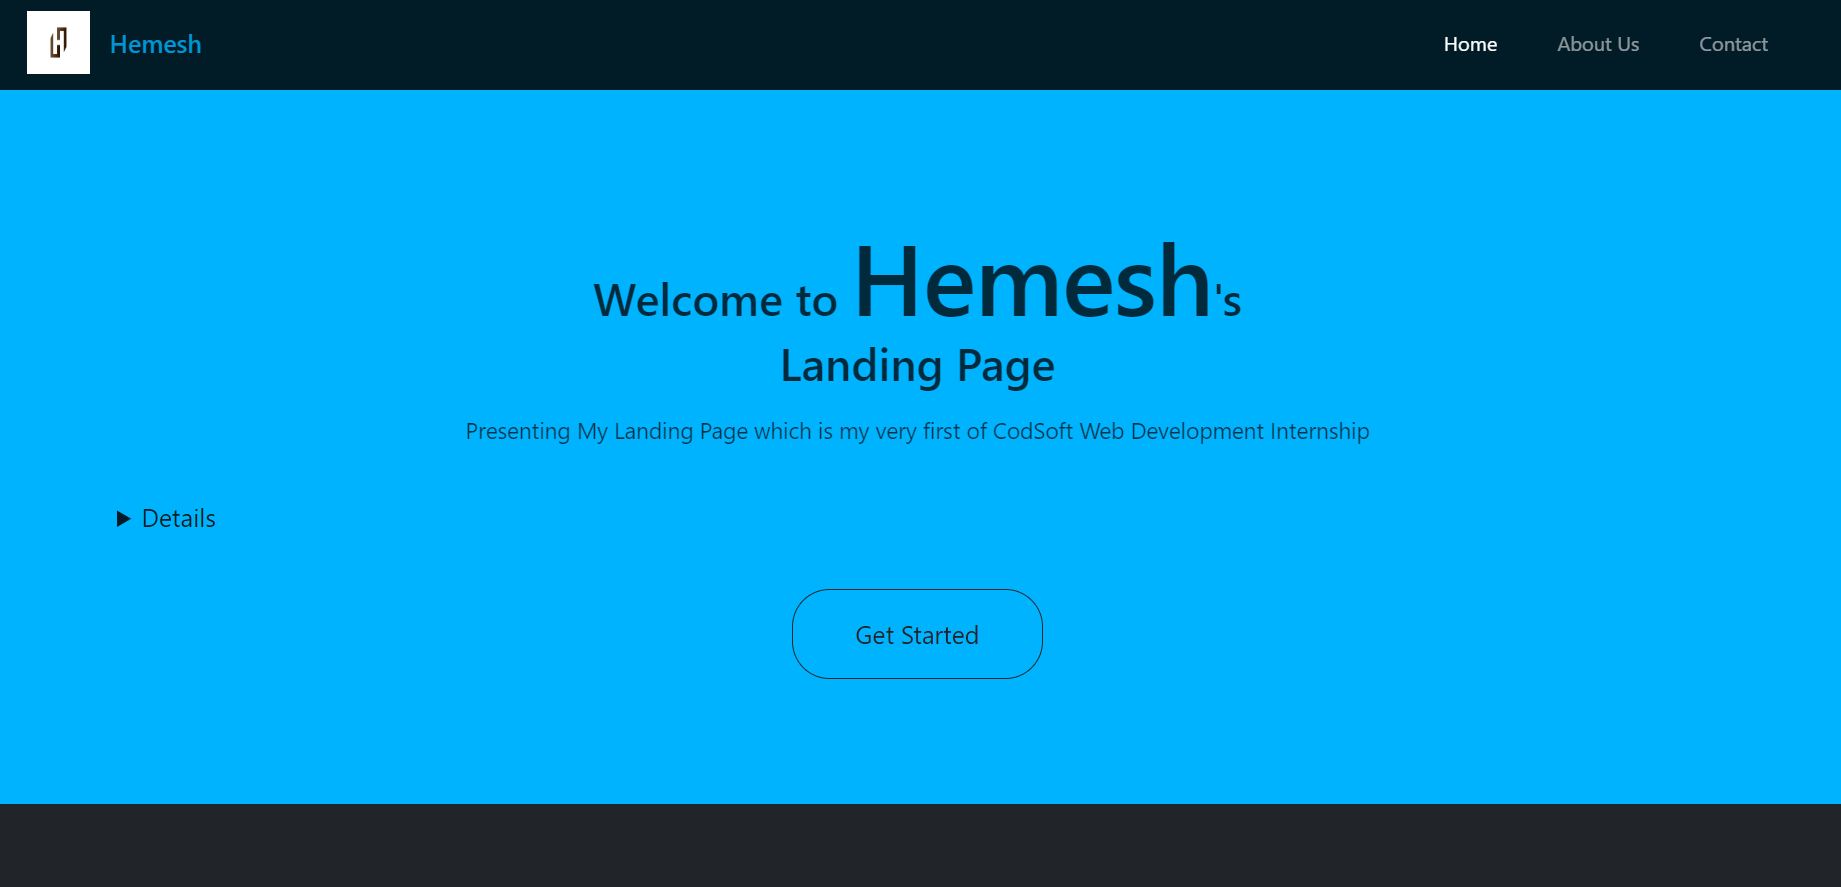 H
Hemesh
Home
About Us
Contact
Welcome to Hemesh's
Landing Page
Presenting My Landing Page which is my very first of CodSoft Web Development Internship
Details
Get Started